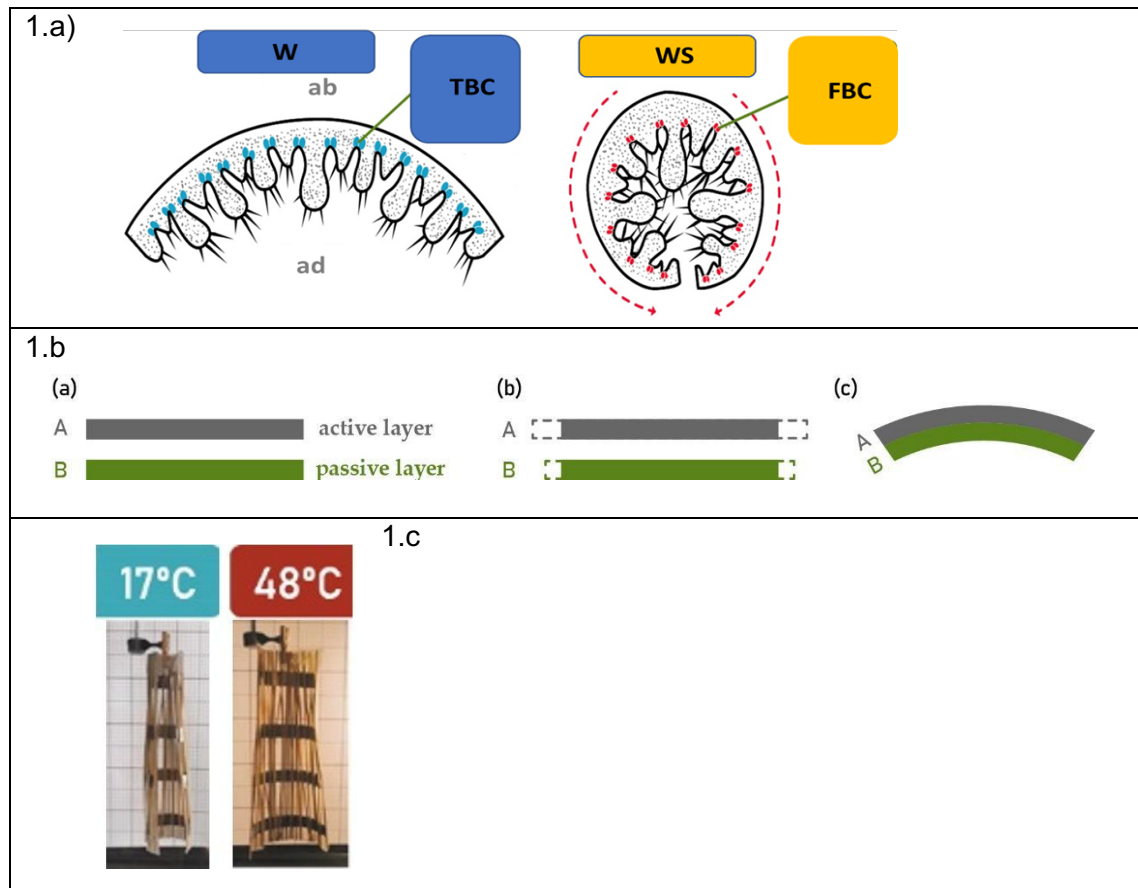 1.a)
W
WS
ab
TBC
FBC
ad
1.b
(a)
(b)
(c)
A
active layer
A
A
B
passive layer
B
B
1.c
17°C
48°C